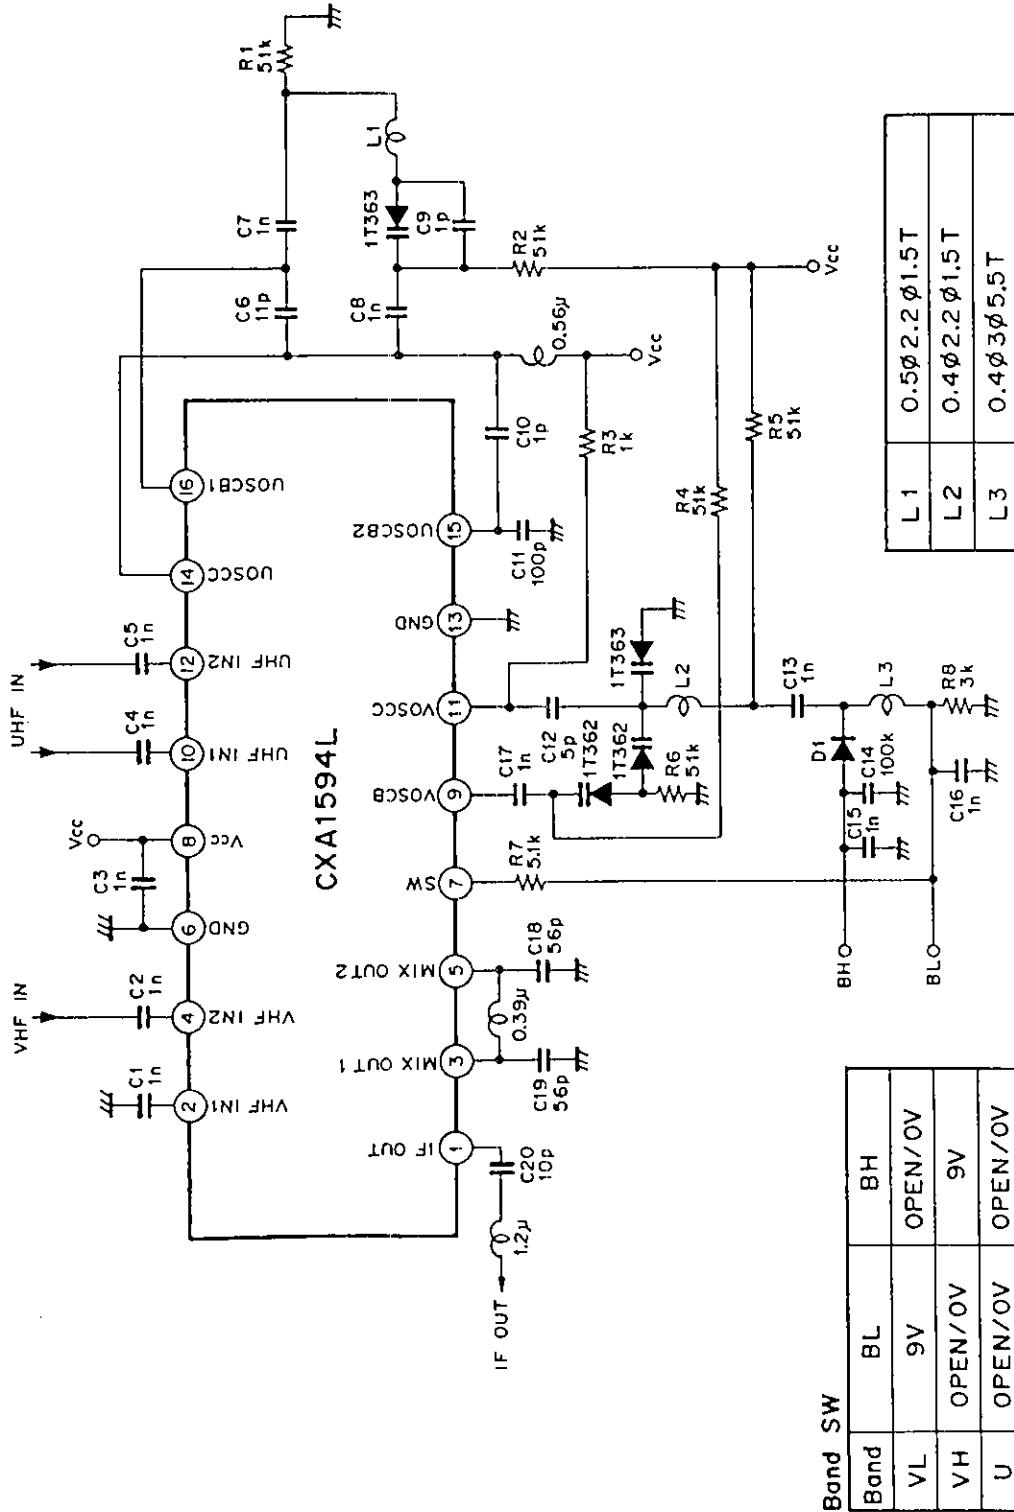 VHF IN
UHF IN
C1
1n
C2
1n
C3
1n
Vcc
C4
1n
C5
1n
2
VHF IN1
4
VHF IN2
6
GND
8
Vcc
10
UHF IN1
12
UHF IN2
14
UOSCC
16
UOSCB1
CXA1594L
1
IF OUT
3
MIX OUT1
5
MIX OUT2
7
SW
9
VOSCB
11
VOSCC
13
GND
15
UOSCB2
C6
11p
C7
1n
R1
51k
L1
C8
1n
1T363
C9
1p
R2
51k
C10
1p
C11
100p
0.56μ
Vcc
Vcc
R3
1k
R4
51k
R5
51k
IF OUT
1.2μ
C20
10p
C19
56p
0.39μ
C18
56p
R7
5.1k
C17
1n
C12
5p
1T362
1T362
1T363
R6
51k
L2
C13
1n
D1
C14
100k
C15
1n
L3
R8
3k
C16
1n
BH
BL
Band SW
Band BL BH
VL 9V OPEN/0V
VH OPEN/0V 9V
U OPEN/0V OPEN/0V
L1 0.5ø2.2ø1.5T
L2 0.4ø2.2ø1.5T
L3 0.4ø3ø5.5T